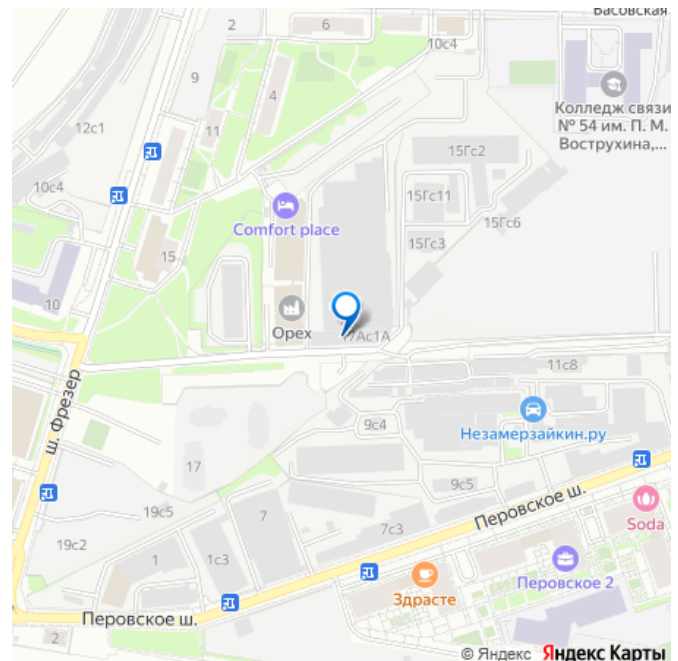 Басовская
2
6
10с4
9
4
Колледж связи
№ 54 им. П. М.
Вострухина,...
12с1
11
15Гс2
10с4
15Гс11
Comfort place
15Гс6
15Гс3
15
10
Орех
17Ас1А
11с8
ш. Фрезер
9с4
Незамерзайкин.ру
17
9с5
Перовское ш.
19с5
7
Soda
7с3
19с2
1
1с3
Перовское 2
Здрасте
Перовское ш.
2
© Яндекс Яндекс Карты